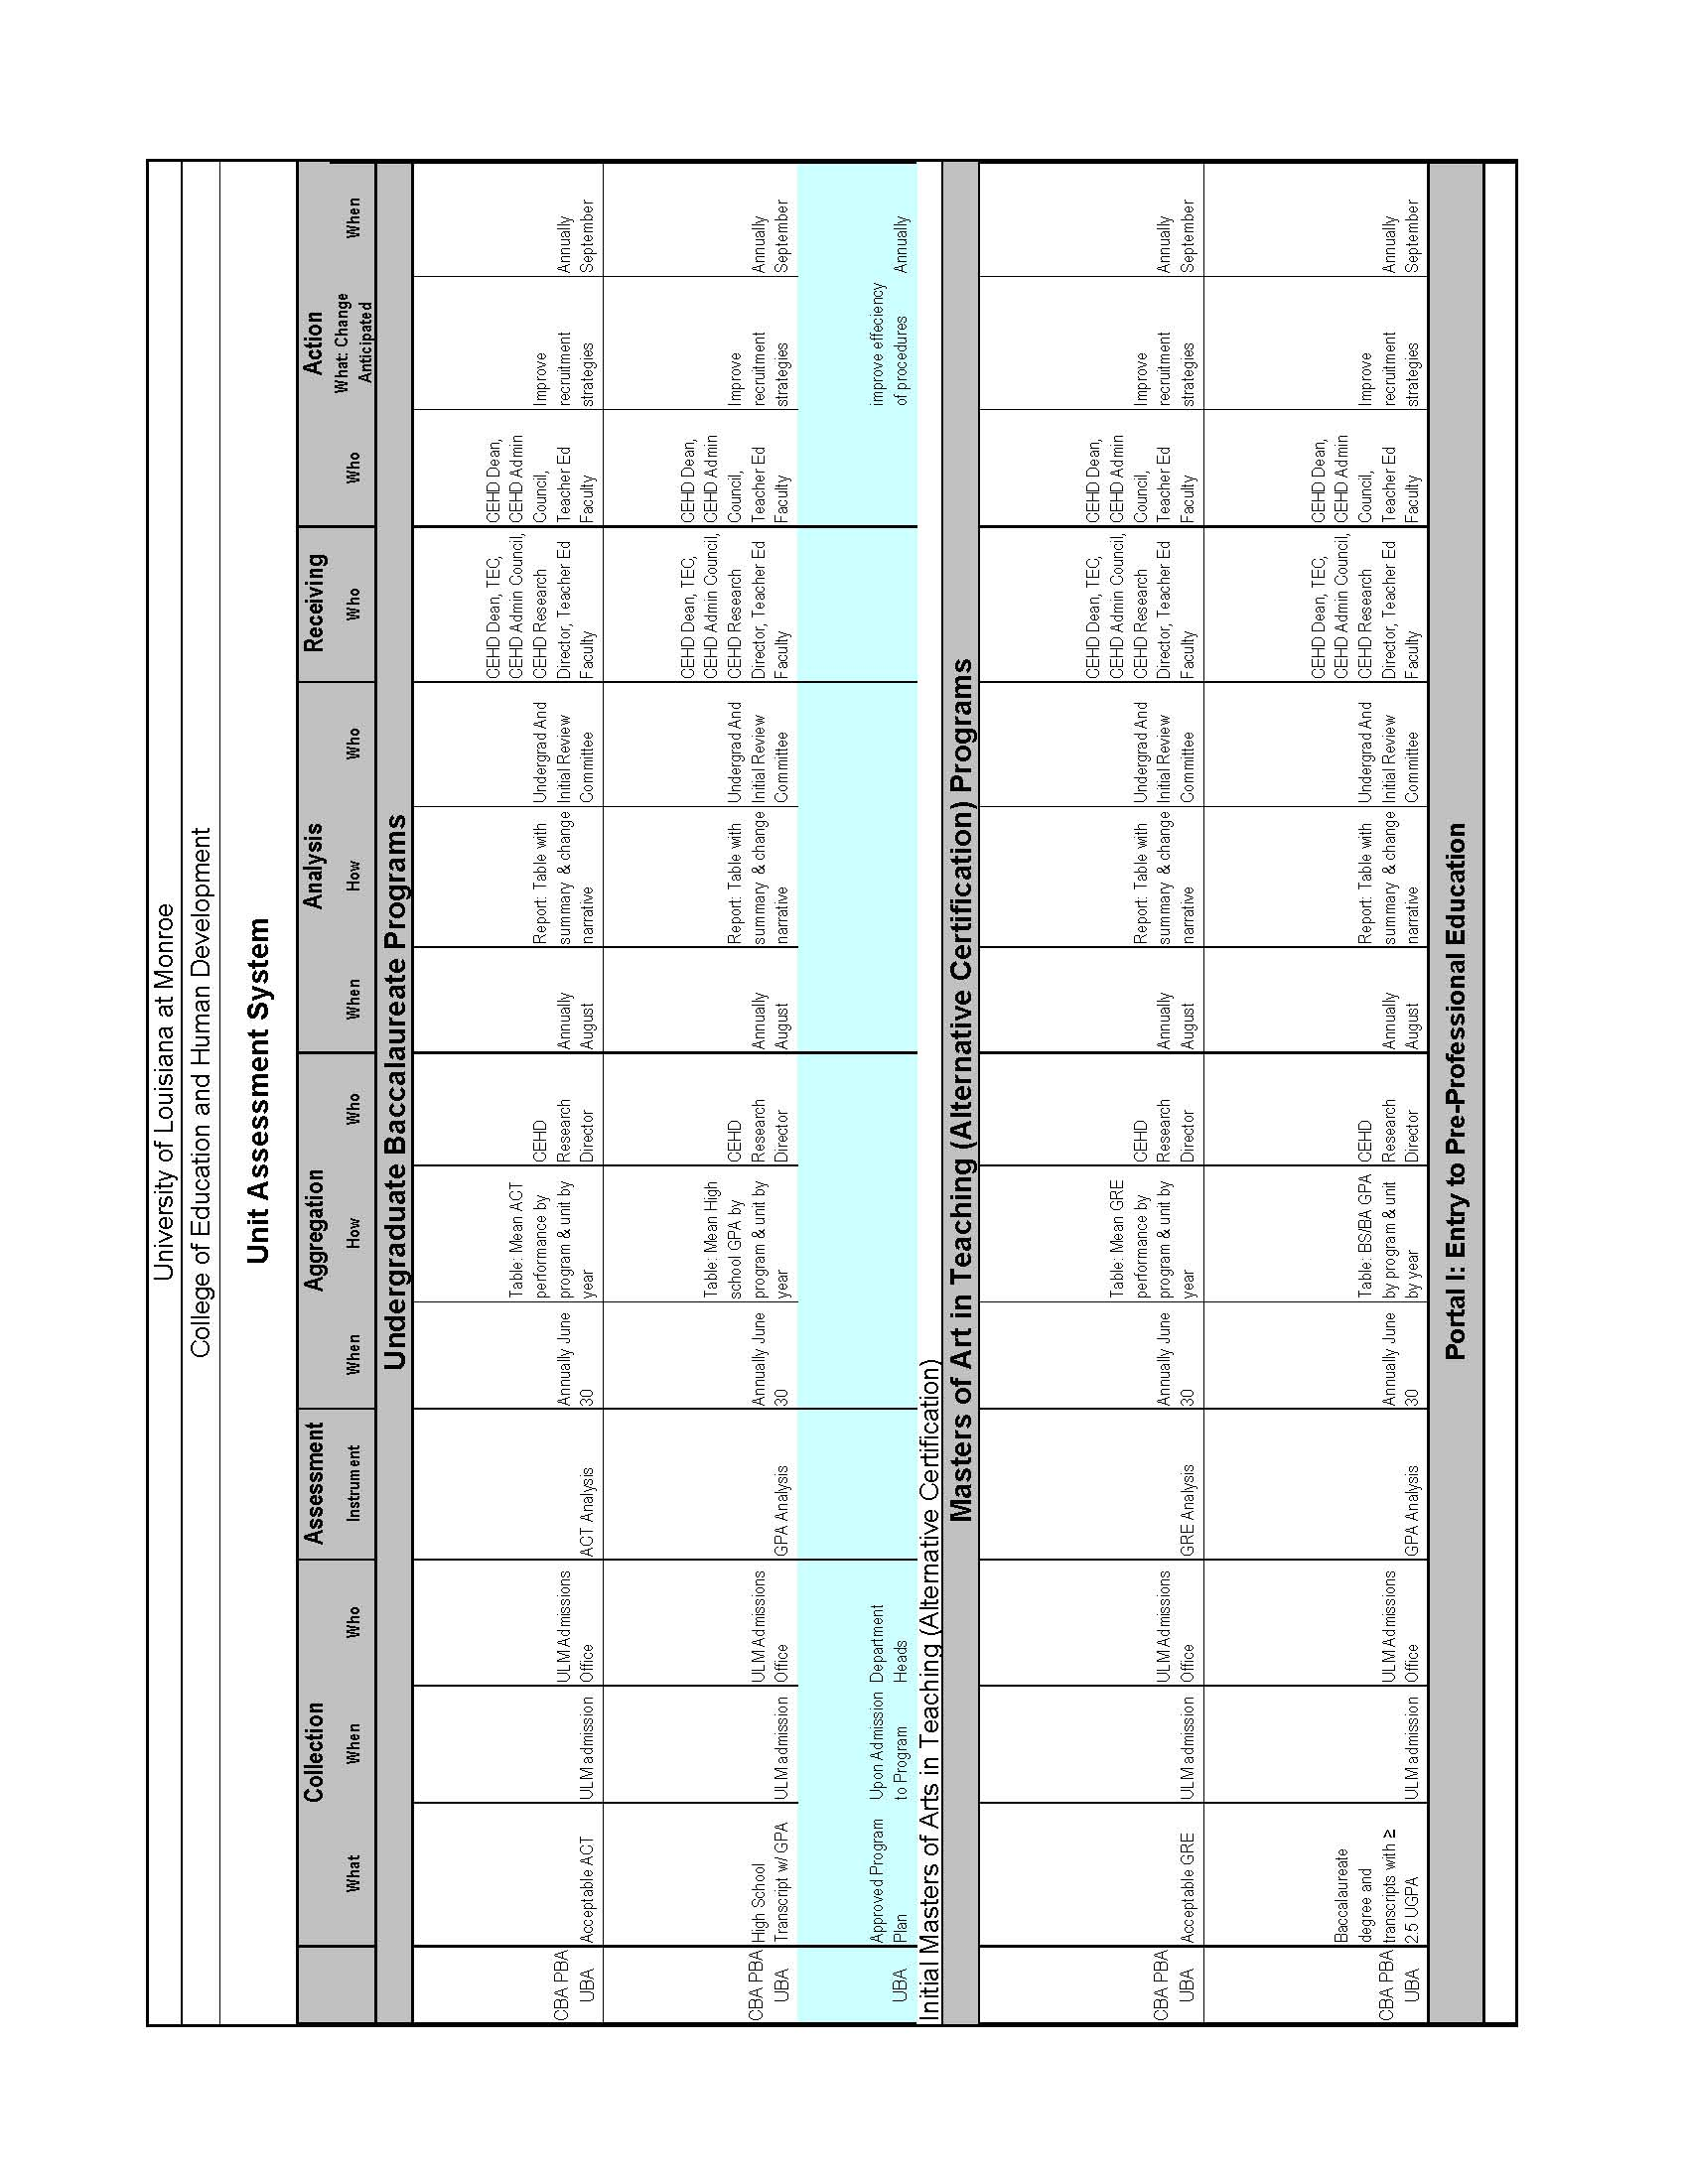 University of Louisiana at Monroe
College of Education and Human Development
Unit Assessment System
Collection Assessment Aggregation Analysis Receiving Action
What When Who Instrument When How Who When How Who Who Who What: Change Anticipated When
Undergraduate Baccalaureate Programs
CBA PBA
UBA
Acceptable ACT
ULM admission
ULM Admissions
Office
ACT Analysis
Annually June
30
Table: Mean ACT
performance by
program & unit by
year
CEHD
Research
Director
Annually
August
Report: Table with
summary & change
narrative
Undergrad And
Initial Review
Committee
CEHD Dean, TEC,
CEHD Admin Council,
CEHD Research
Director, Teacher Ed
Faculty
CEHD Dean,
CEHD Admin
Council,
Teacher Ed
Faculty
Improve
recruitment
strategies
Annually
September
CBA PBA
UBA
High School
Transcript w/ GPA
ULM admission
ULM Admissions
Office
GPA Analysis
Annually June
30
Table: Mean High
school GPA by
program & unit by
year
CEHD
Research
Director
Annually
August
Report: Table with
summary & change
narrative
Undergrad And
Initial Review
Committee
CEHD Dean, TEC,
CEHD Admin Council,
CEHD Research
Director, Teacher Ed
Faculty
CEHD Dean,
CEHD Admin
Council,
Teacher Ed
Faculty
Improve
recruitment
strategies
Annually
September
UBA
Approved Program
Plan
Upon Admission
to Program
Department
Heads
improve effeciency
of procedures
Annually
Initial Masters of Arts in Teaching (Alternative Certification)
Masters of Art in Teaching (Alternative Certification) Programs
CBA PBA
UBA
Acceptable GRE
ULM admission
ULM Admissions
Office
GRE Analysis
Annually June
30
Table: Mean GRE
performance by
program & unit by
year
CEHD
Research
Director
Annually
August
Report: Table with
summary & change
narrative
Undergrad And
Initial Review
Committee
CEHD Dean, TEC,
CEHD Admin Council,
CEHD Research
Director, Teacher Ed
Faculty
CEHD Dean,
CEHD Admin
Council,
Teacher Ed
Faculty
Improve
recruitment
strategies
Annually
September
CBA PBA
UBA
Baccalaureate
degree and
transcripts with ≥
2.5 UGPA
ULM admission
ULM Admissions
Office
GPA Analysis
Annually June
30
Table: BS/BA GPA
by program & unit
by year
CEHD
Research
Director
Annually
August
Report: Table with
summary & change
narrative
Undergrad And
Initial Review
Committee
CEHD Dean, TEC,
CEHD Admin Council,
CEHD Research
Director, Teacher Ed
Faculty
CEHD Dean,
CEHD Admin
Council,
Teacher Ed
Faculty
Improve
recruitment
strategies
Annually
September
Portal I: Entry to Pre-Professional Education